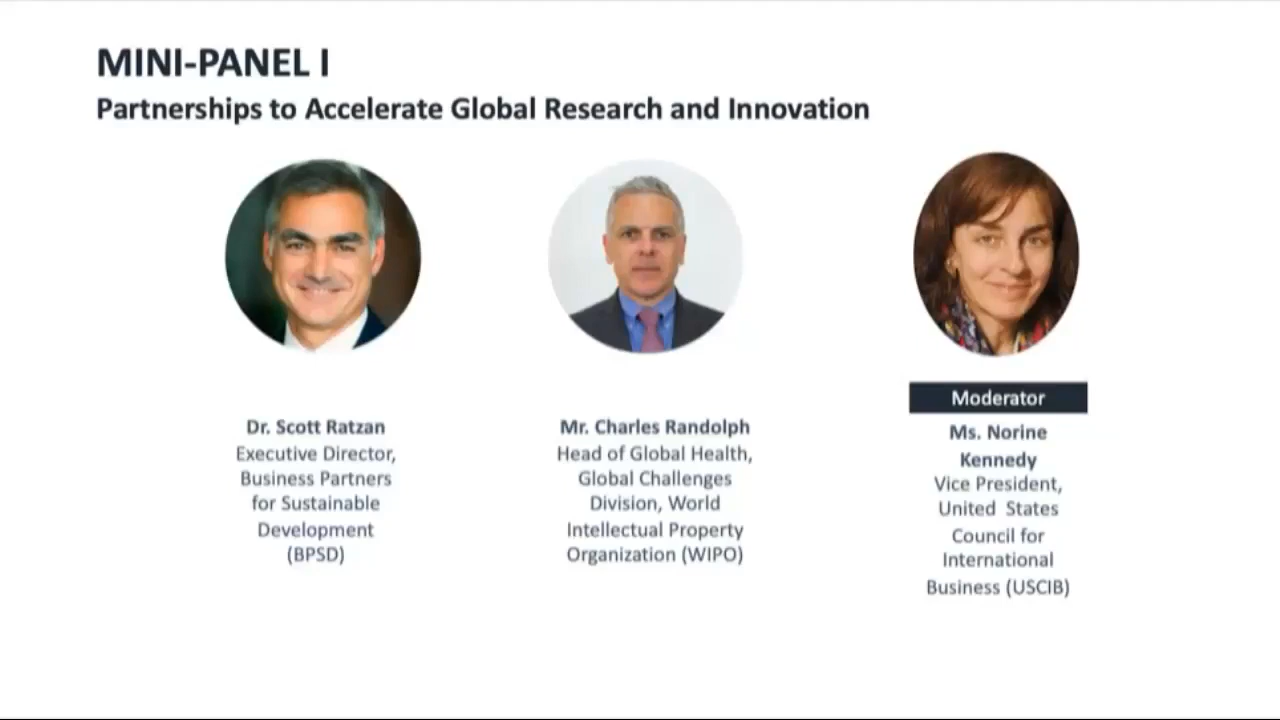 MINI-PANEL I
Partnerships to Accelerate Global Research and Innovation
Dr. Scott Ratzan
Executive Director,
Business Partners
for Sustainable
Development
(BPSD)
Mr. Charles Randolph
Head of Global Health,
Global Challenges
Division, World
Intellectual Property
Organization (WIPO)
Moderator
Ms. Norine
Kennedy
Vice President,
United States
Council for
International
Business (USCIB)